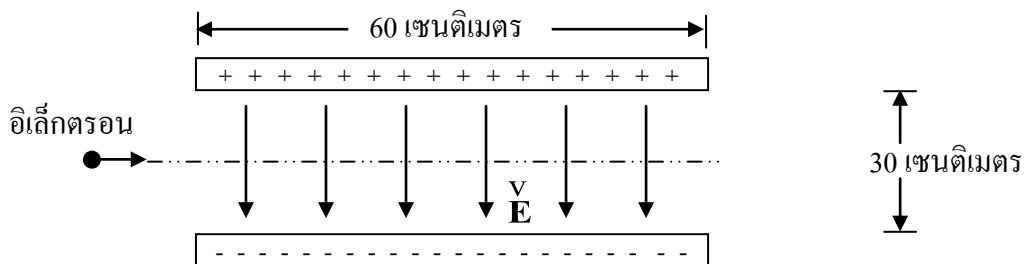 60 เซนติเมตร
+ + + + + + + + + + + + + + + +
อิเล็กตรอน
30 เซนติเมตร
v
E
- - - - - - - - - - - - - - - - - - - - - -